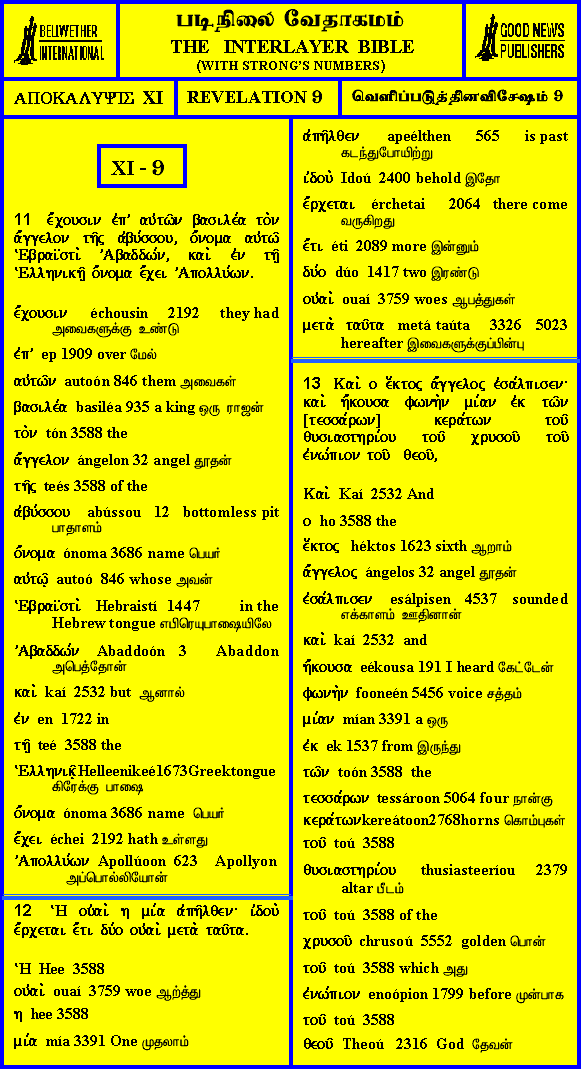 BELLWETHER
INTERNATIONAL
படிநிலை வேதாகமம்
THE INTERLAYER BIBLE
(WITH STRONG'S NUMBERS)
GOOD NEWS
PUBLISHERS
ΑΠΟΚΑΛΥΨΙΣ XI
REVELATION 9
வெளிப்படுத்தினவிசேஷம் 9
XI - 9
11 ἔχουσιν ἐπ' αὐτῶν βασιλέα τὸν
ἄγγελον τῆς ἀβύσσου, ὄνομα αὐτῶ
Ἑβραϊστὶ Ἀβαδδών, καὶ ἐν τῇ
Ἑλληνικῇ ὄνομα ἔχει Ἀπολλύων.
ἔχουσιν échousin 2192 they had
அவைகளுக்கு உண்டு
ἐπ' ep 1909 over மேல்
αὐτῶν autoón 846 them அவைகள்
βασιλέα basiléa 935 a king ஒரு ராஜன்
τὸν tón 3588 the
ἄγγελον ángelon 32 angel தூதன்
τῆς teés 3588 of the
ἀβύσσου abússou 12 bottomless pit
பாதாளம்
ὄνομα ónoma 3686 name பெயர்
αὐτῷ autoó 846 whose அவன்
Ἑβραϊστὶ Hebraistí 1447 in the
Hebrew tongue எபிரெயுபாஷையிலே
Ἀβαδδών Abaddoón 3 Abaddon
அபெத்தோன்
καὶ kaí 2532 but ஆனால்
ἐν en 1722 in
τῇ teé 3588 the
Ἑλληνικῇ Helleenikeé1673Greektongue
கிரேக்கு பாஷை
ὄνομα ónoma 3686 name பெயர்
ἔχει échei 2192 hath உள்ளது
Ἀπολλύων Apollúoon 623 Apollyon
அப்பொல்லியோன்
12 Ἡ οὐαὶ η μία ἀπῆλθεν· ἰδοὺ
ἔρχεται ἔτι δύο οὐαὶ μετὰ ταῦτα.
Ἡ Hee 3588
οὐαὶ ouaí 3759 woe ஆற்த்து
η hee 3588
μία mía 3391 One முதலாம்
ἀπῆλθεν apeélthen 565 is past
கடந்துபோயிற்று
ἰδοὺ Idoú 2400 behold இதோ
ἔρχεται érchetai 2064 there come
வருகிறது
ἔτι éti 2089 more இன்னும்
δύο dúo 1417 two இரண்டு
οὐαὶ ouaí 3759 woes ஆபத்துகள்
μετὰ ταῦτα metá taúta 3326 5023
hereafter இவைகளுக்குப்பின்பு
13 Καὶ ο ἕκτος ἄγγελος ἐσάλπισεν·
καὶ ἤκουσα φωνὴν μίαν ἐκ τῶν
[τεσσάρων] κεράτων τοῦ
θυσιαστηρίου τοῦ χρυσοῦ τοῦ
ἐνώπιον τοῦ θεοῦ,
Καὶ Kaí 2532 And
ο ho 3588 the
ἕκτος héktos 1623 sixth ஆறாம்
ἄγγελος ángelos 32 angel தூதன்
ἐσάλπισεν esálpisen 4537 sounded
எக்காளம் ஊதினான்
καὶ kaí 2532 and
ἤκουσα eékousa 191 I heard கேட்டேன்
φωνὴν fooneén 5456 voice சத்தம்
μίαν mían 3391 a ஒரு
ἐκ ek 1537 from இருந்து
τῶν toón 3588 the
τεσσάρων tessároon 5064 four நான்கு
κεράτωνkereátoon2768horns கொம்புகள்
τοῦ toú 3588
θυσιαστηρίου thusiasteeríou 2379
altar பீடம்
τοῦ toú 3588 of the
χρυσοῦ chrusoú 5552 golden பொன்
τοῦ toú 3588 which அது
ἐνώπιον enoópion 1799 before முன்பாக
τοῦ toú 3588
θεοῦ Theoú 2316 God தேவன்